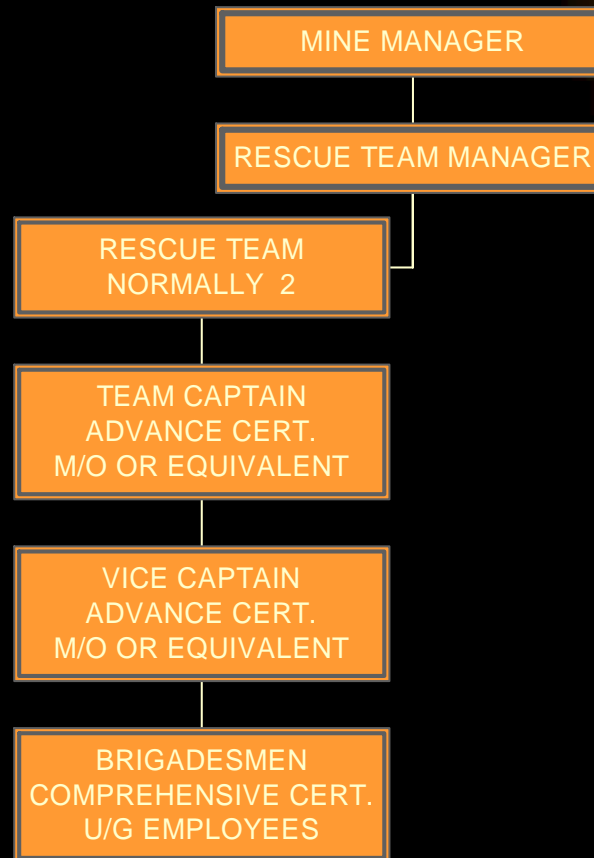 MINE MANAGER
RESCUE TEAM MANAGER
RESCUE TEAM
NORMALLY 2
TEAM CAPTAIN
ADVANCE CERT.
M/O OR EQUIVALENT
VICE CAPTAIN
ADVANCE CERT.
M/O OR EQUIVALENT
BRIGADESMEN
COMPREHENSIVE CERT.
U/G EMPLOYEES